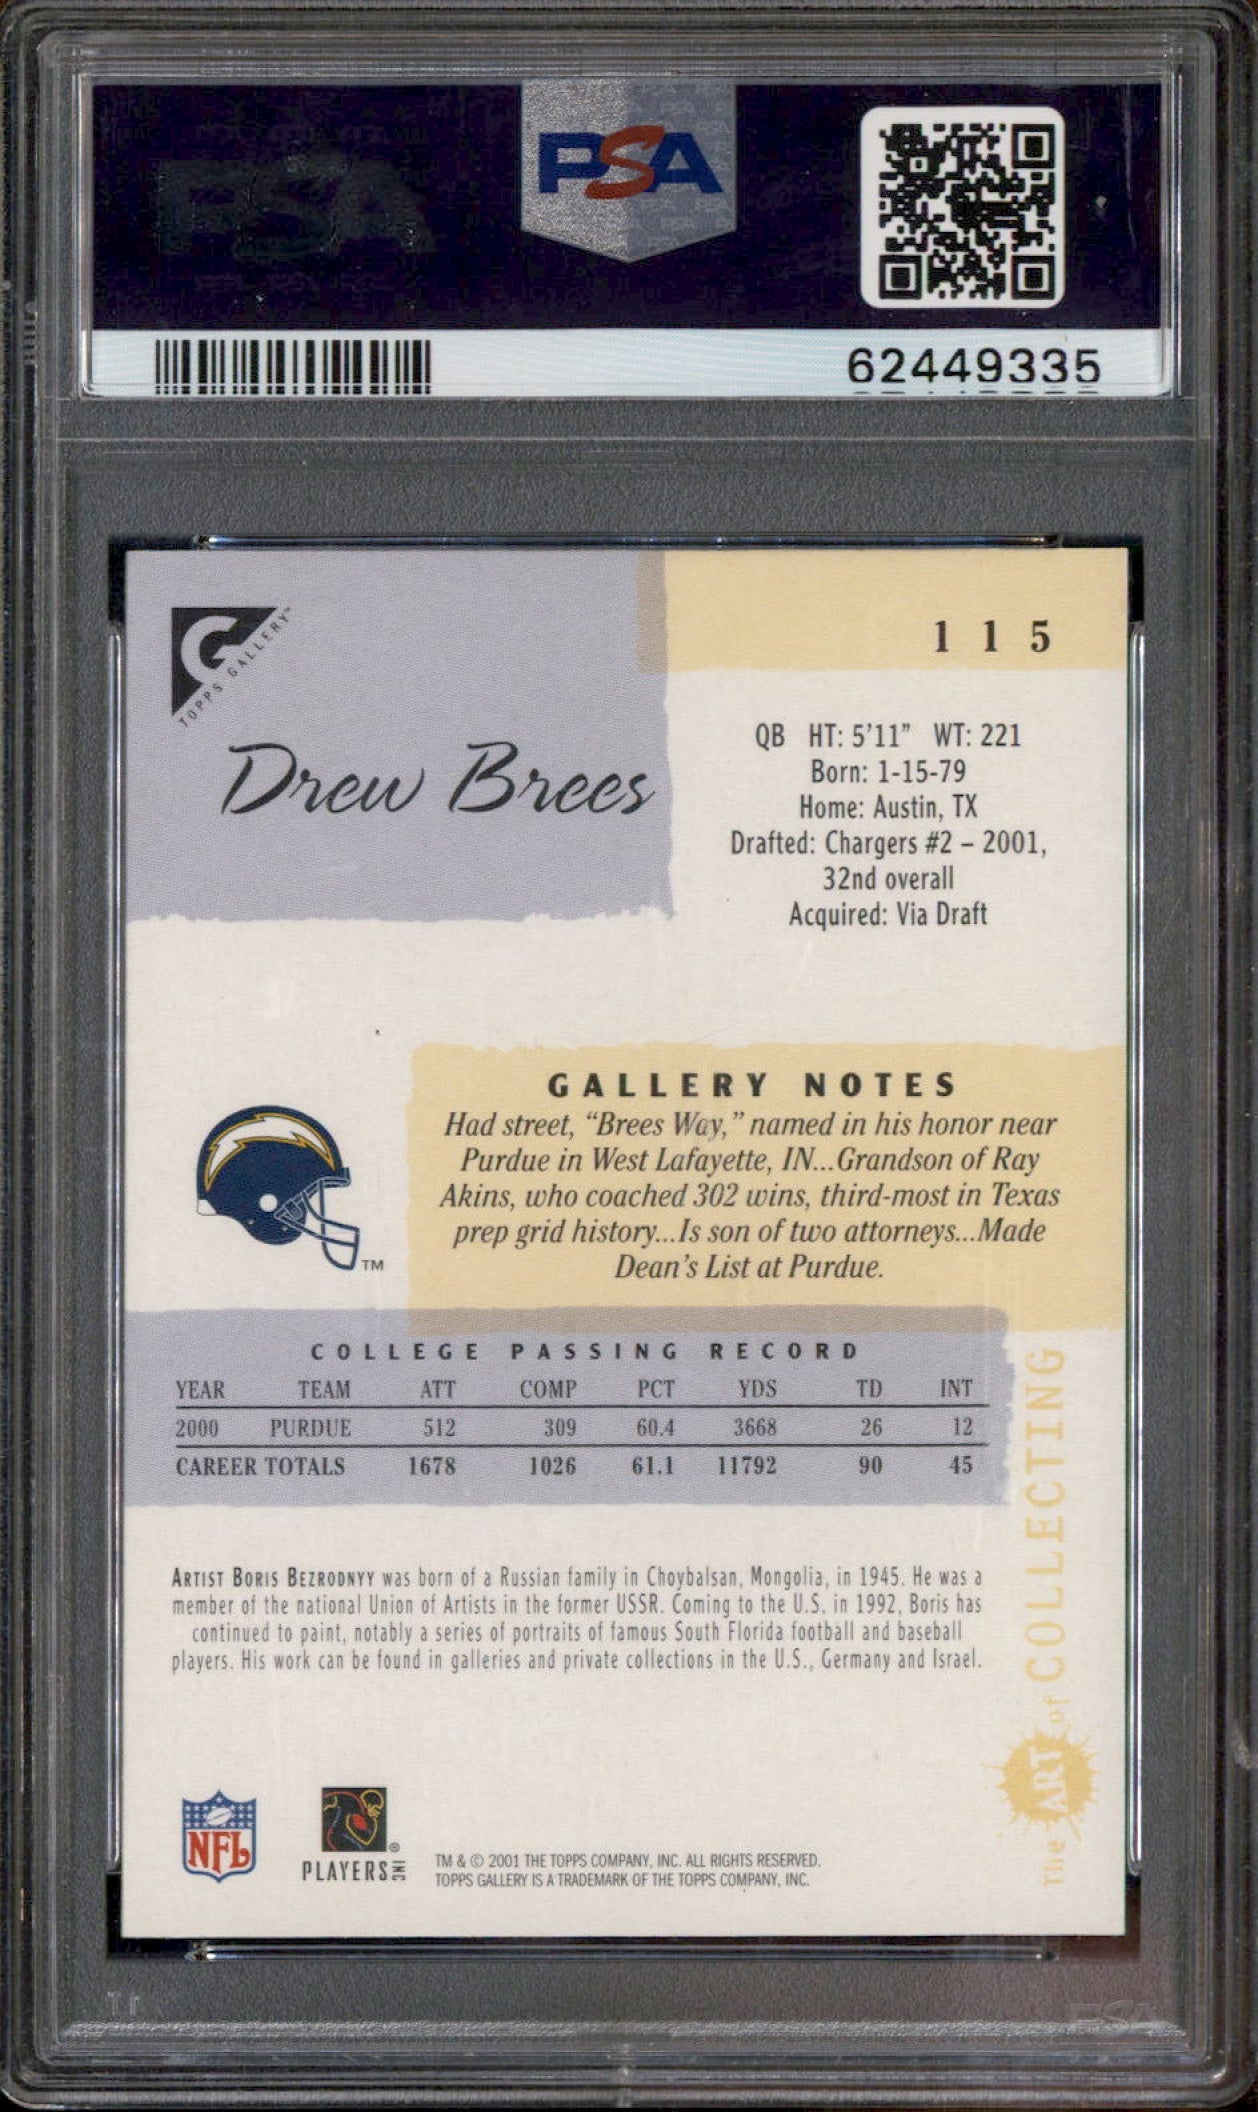 PSA
62449335
TOPPS GALLERY™
115
Drew Brees
QB HT: 5'11” WT: 221
Born: 1-15-79
Home: Austin, TX
Drafted: Chargers #2 – 2001,
32nd overall
Acquired: Via Draft
GALLERY NOTES
Had street, “Brees Way,” named in his honor near
Purdue in West Lafayette, IN...Grandson of Ray
Akins, who coached 302 wins, third-most in Texas
prep grid history...Is son of two attorneys...Made
Dean's List at Purdue.
TM
COLLEGE PASSING RECORD
YEAR TEAM ATT COMP PCT YDS TD INT
2000 PURDUE 512 309 60.4 3668 26 12
CAREER TOTALS 1678 1026 61.1 11792 90 45
The ART of COLLECTING
ARTIST BORIS BEZRODNYY was born of a Russian family in Choybalsan, Mongolia, in 1945. He was a
member of the national Union of Artists in the former USSR. Coming to the U.S. in 1992, Boris has
continued to paint, notably a series of portraits of famous South Florida football and baseball
players. His work can be found in galleries and private collections in the U.S., Germany and Israel.
NFL
PLAYERS INC ®
TM & © 2001 THE TOPPS COMPANY, INC. ALL RIGHTS RESERVED.
TOPPS GALLERY IS A TRADEMARK OF THE TOPPS COMPANY, INC.
PSA